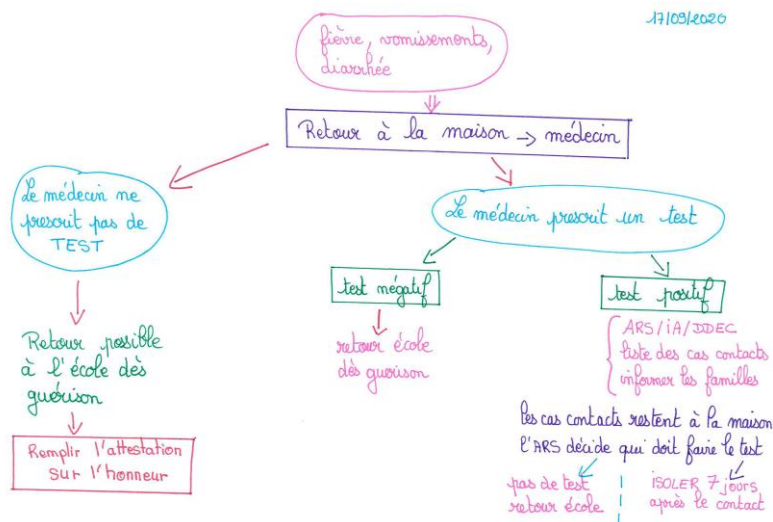 17/09/2020
fièvre, vomissements,
diarrhée
Retour à la maison → médecin
Le médecin ne
prescrit pas de
TEST
Le médecin prescrit un test
test négatif
test positif
Retour possible
à l'école dès
guérison
retour école
dès guerison
ARS/iA/DDEC
liste des cas contacts
informer les familles
Remplir l'attestation
sur l'honneur
les cas contacts restent à la maison
l'ARS décide qui doit faire le test
pas de test
retour école
iSOLER 7 jours
après le contact